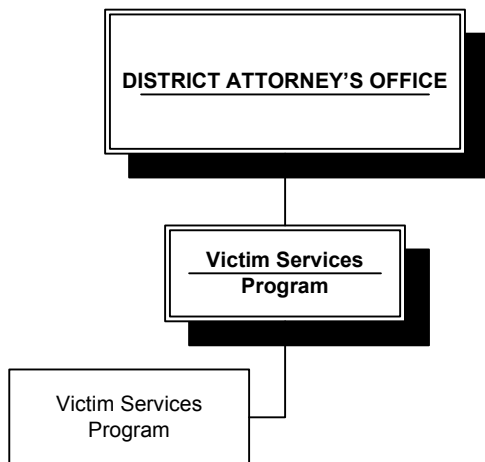 DISTRICT ATTORNEY’S OFFICE
Victim Services
Program
Victim Services
Program